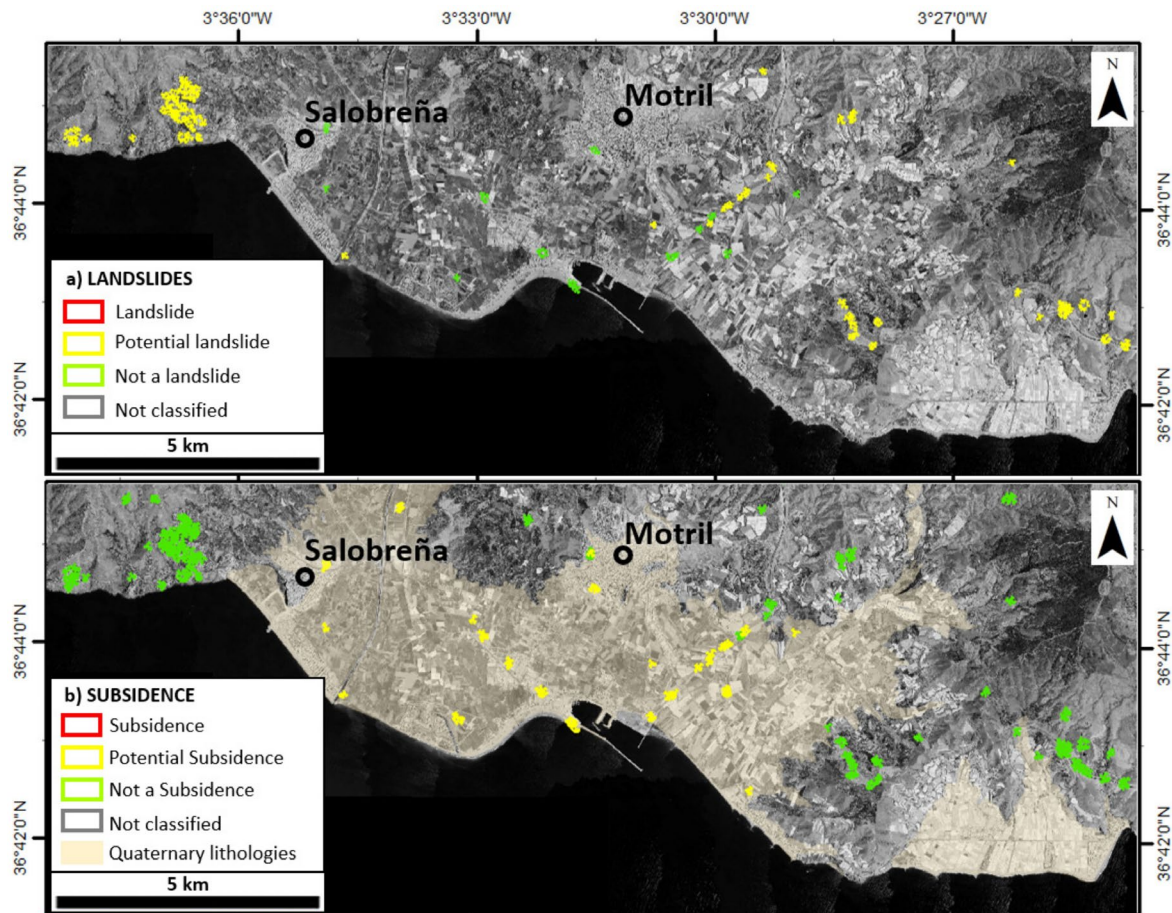 3°36'0"W 3°33'0"W 3°30'0"W 3°27'0"W
N
Salobreña
Motril
36°44'0"N
36°44'0"N
a) LANDSLIDES
Landslide
Potential landslide
Not a landslide
Not classified
5 km
36°42'0"N
36°42'0"N
N
Salobreña
Motril
36°44'0"N
36°44'0"N
b) SUBSIDENCE
Subsidence
Potential Subsidence
Not a Subsidence
Not classified
Quaternary lithologies
5 km
36°42'0"N
36°42'0"N